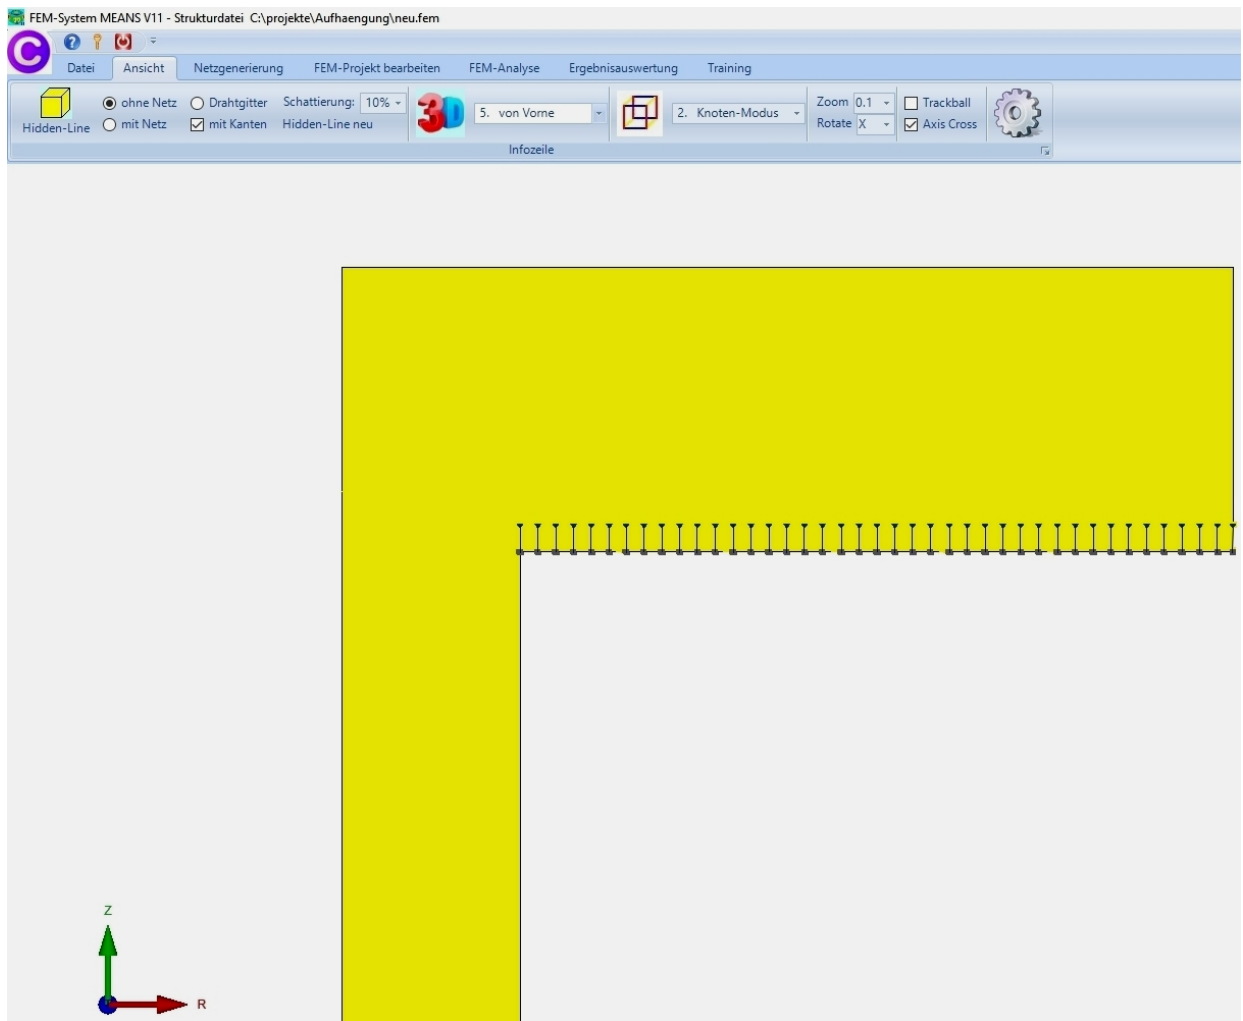 FEM-System MEANS V11 - Strukturdatei C:\projekte\Aufhaengung\neu.fem
Datei Ansicht Netzgenerierung FEM-Projekt bearbeiten FEM-Analyse Ergebnisauswertung Training
ohne Netz Drahtgitter Schattierung: 10% 5. von Vorne 2. Knoten-Modus Zoom 0.1 Trackball
Hidden-Line mit Netz mit Kanten Hidden-Line neu Rotate X Axis Cross
3D
Infozeile
Z
R
C